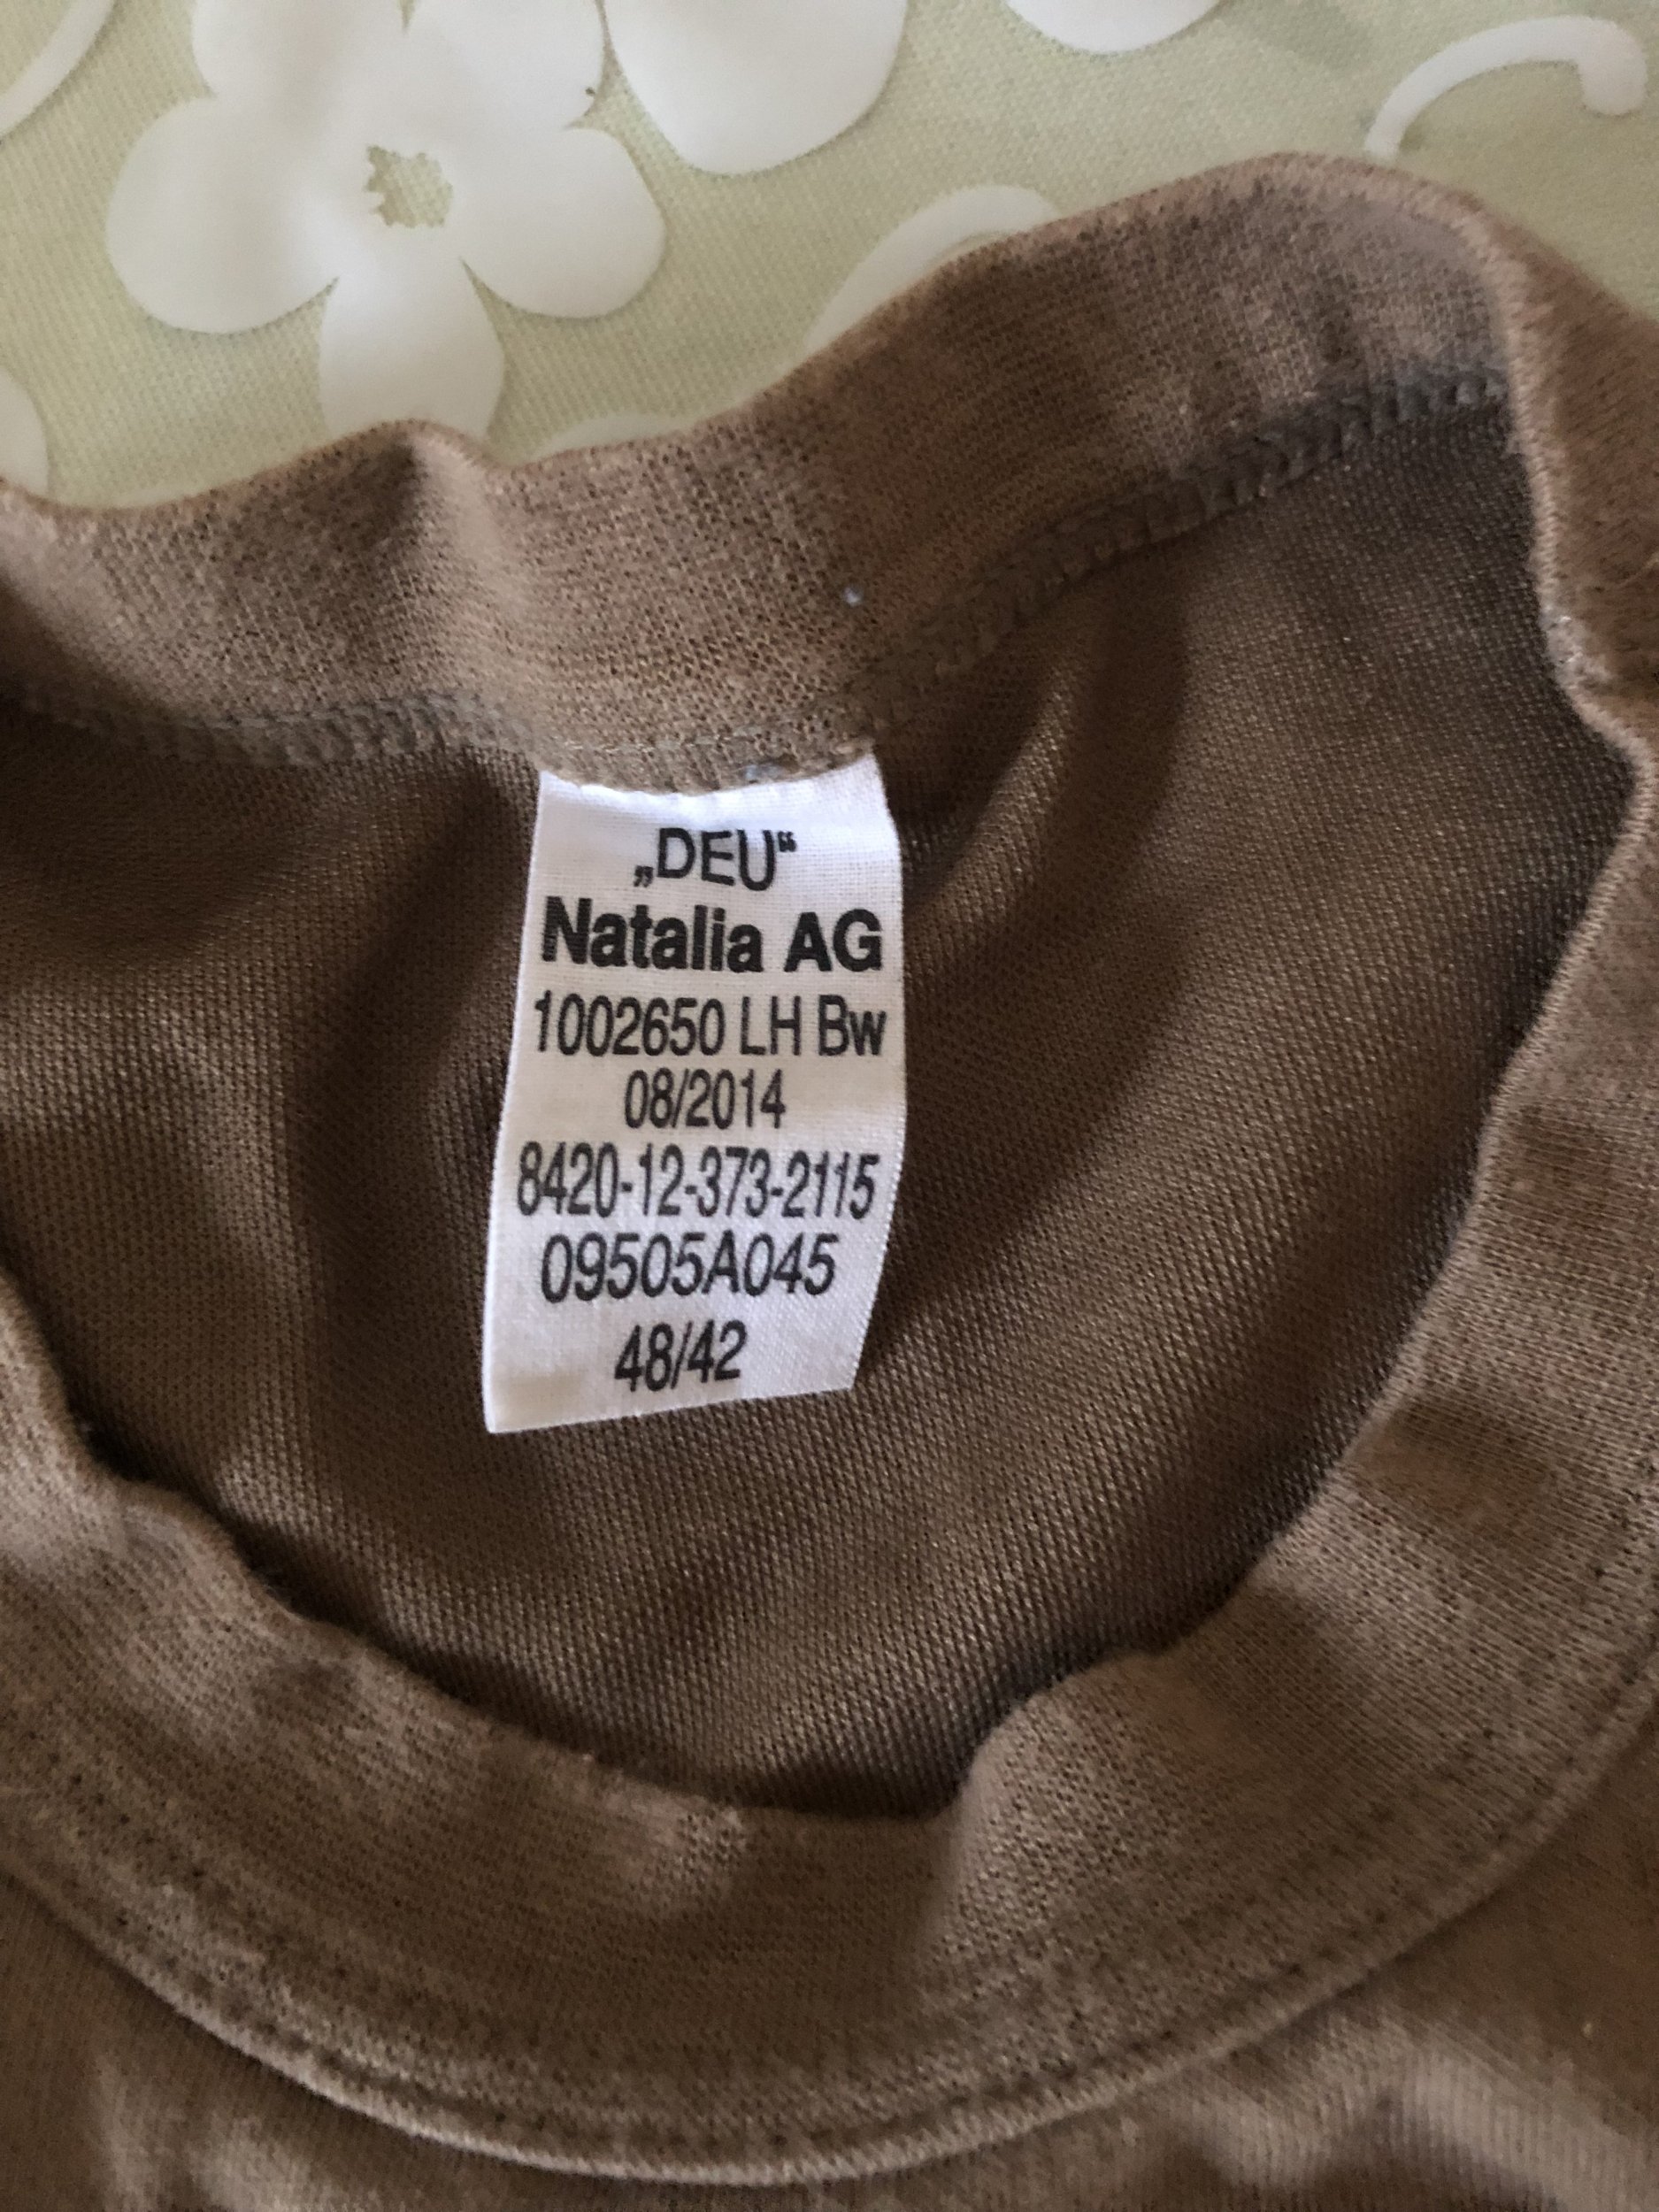 „DEU“
Natalia AG
1002650 LH Bw
08/2014
8420-12-373-2115
09505A045
48/42